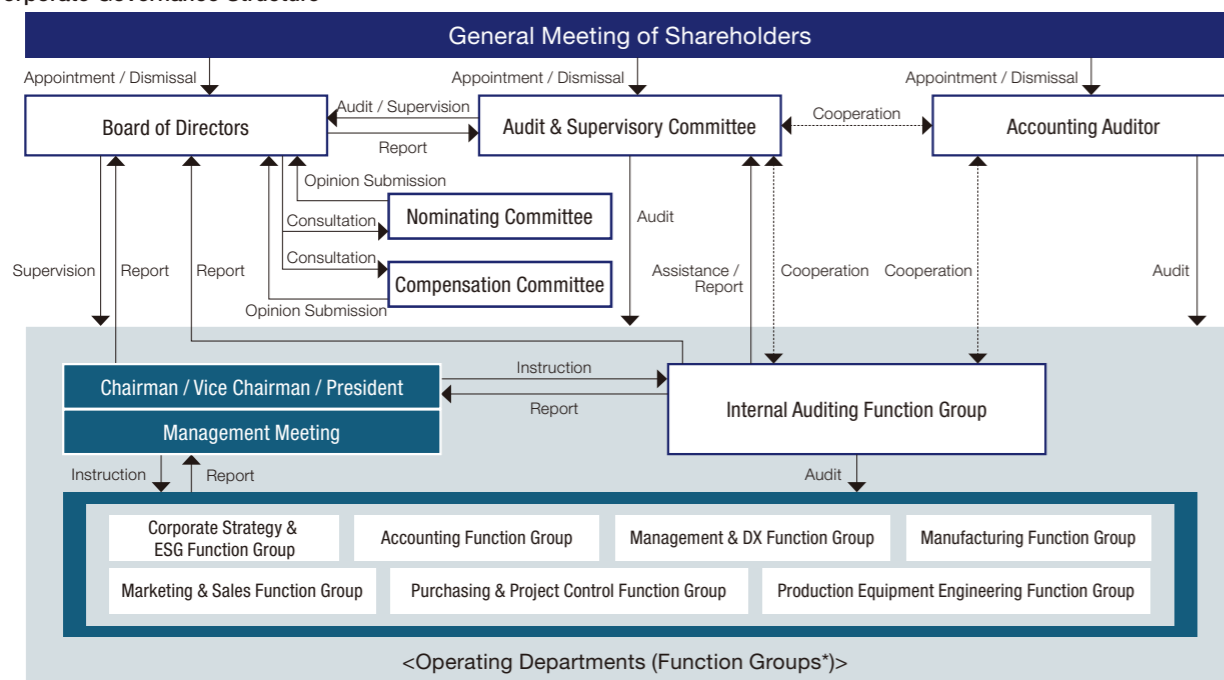 Corporate Governance Structure
General Meeting of Shareholders
Appointment / Dismissal
Appointment / Dismissal
Appointment / Dismissal
Board of Directors
Audit / Supervision
Report
Audit & Supervisory Committee
Cooperation
Accounting Auditor
Opinion Submission
Nominating Committee
Consultation
Audit
Consultation
Compensation Committee
Opinion Submission
Supervision
Report
Report
Assistance /
Report
Cooperation
Cooperation
Audit
Chairman / Vice Chairman / President
Management Meeting
Instruction
Report
Internal Auditing Function Group
Instruction
Report
Audit
Corporate Strategy &
ESG Function Group
Accounting Function Group
Management & DX Function Group
Manufacturing Function Group
Marketing & Sales Function Group
Purchasing & Project Control Function Group
Production Equipment Engineering Function Group
<Operating Departments (Function Groups*)>